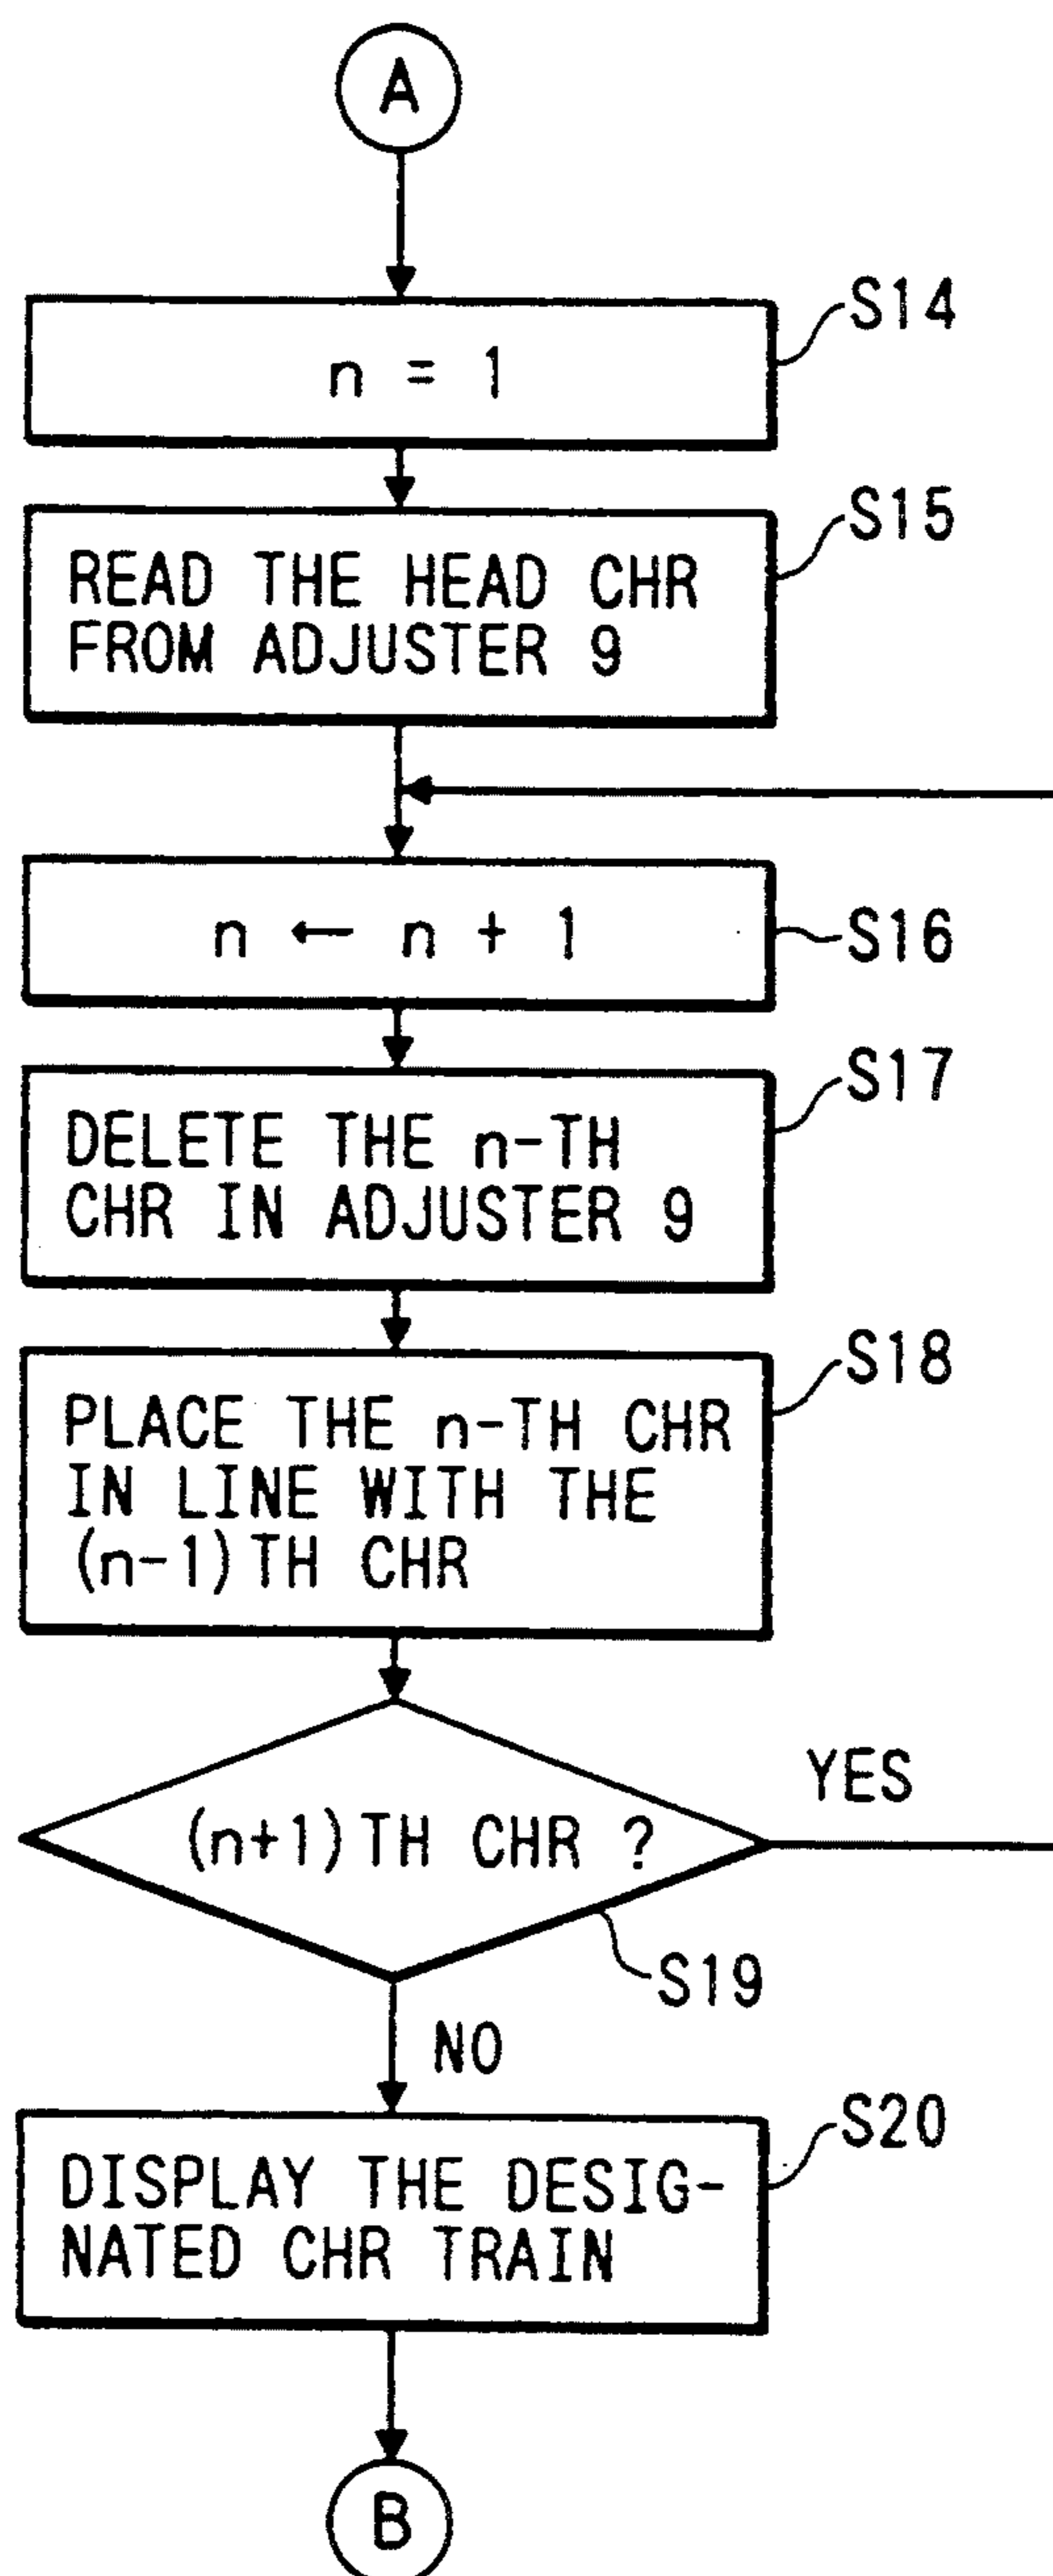 A
S14
n = 1
S15
READ THE HEAD CHR
FROM ADJUSTER 9
n ← n + 1
S16
S17
DELETE THE n-TH
CHR IN ADJUSTER 9
S18
PLACE THE n-TH CHR
IN LINE WITH THE
(n-1)TH CHR
YES
(n+1)TH CHR ?
S19
NO
S20
DISPLAY THE DESIG-
NATED CHR TRAIN
B